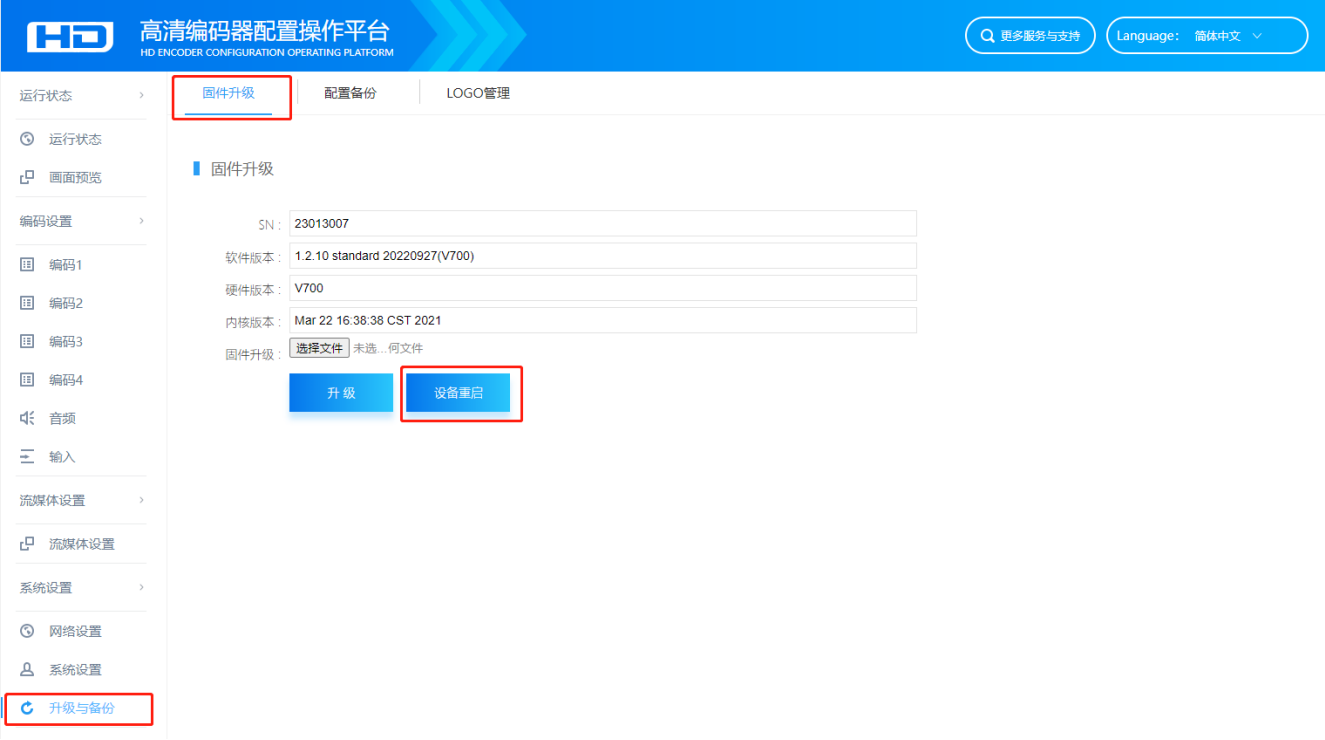 HD
高清编码器配置操作平台
HD ENCODER CONFIGURATION OPERATING PLATFORM
更多服务与支持
Language: 简体中文
运行状态
运行状态
画面预览
编码设置
编码1
编码2
编码3
编码4
音频
输入
流媒体设置
流媒体设置
系统设置
网络设置
系统设置
升级与备份
固件升级
配置备份
LOGO管理
固件升级
SN : 23013007
软件版本 : 1.2.10 standard 20220927(V700)
硬件版本 : V700
内核版本 : Mar 22 16:38:38 CST 2021
固件升级 : 选择文件 未选...何文件
升 级
设备重启